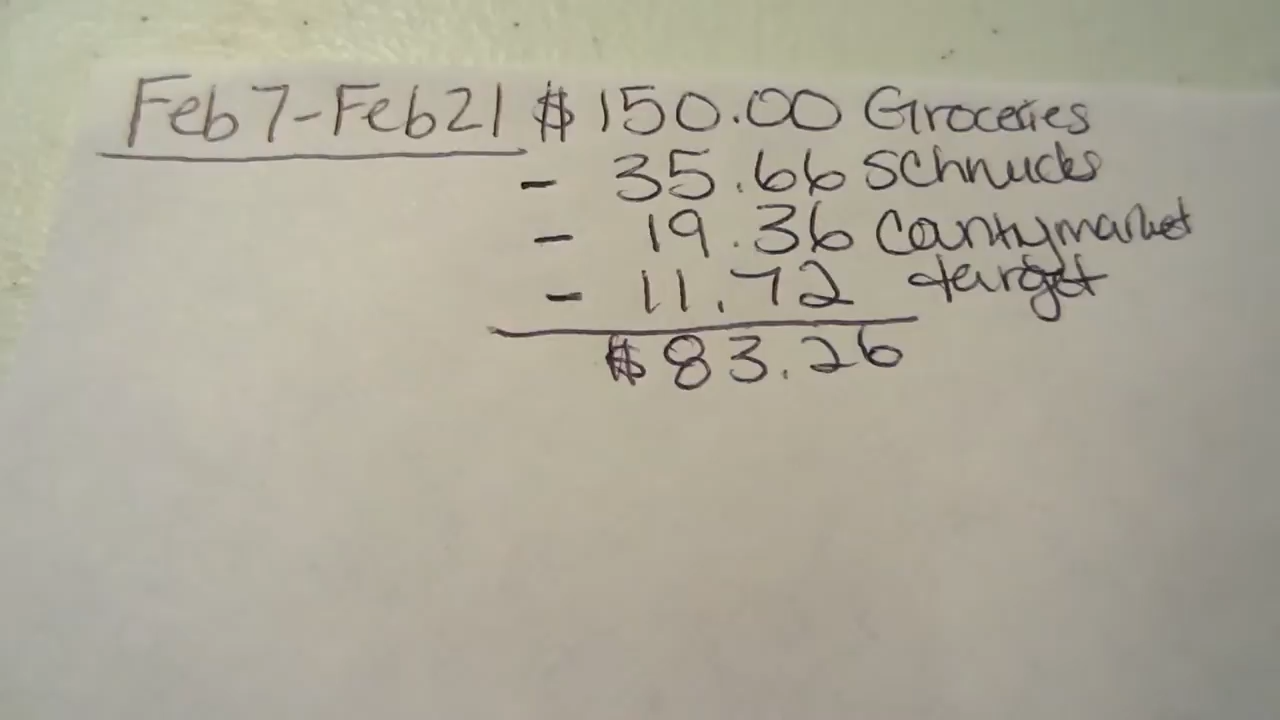 Feb 7-Feb 21 $150.00 Groceries
- 35.66 Schnucks
- 19.36 Countymarket
- 11.72 target
$83.26